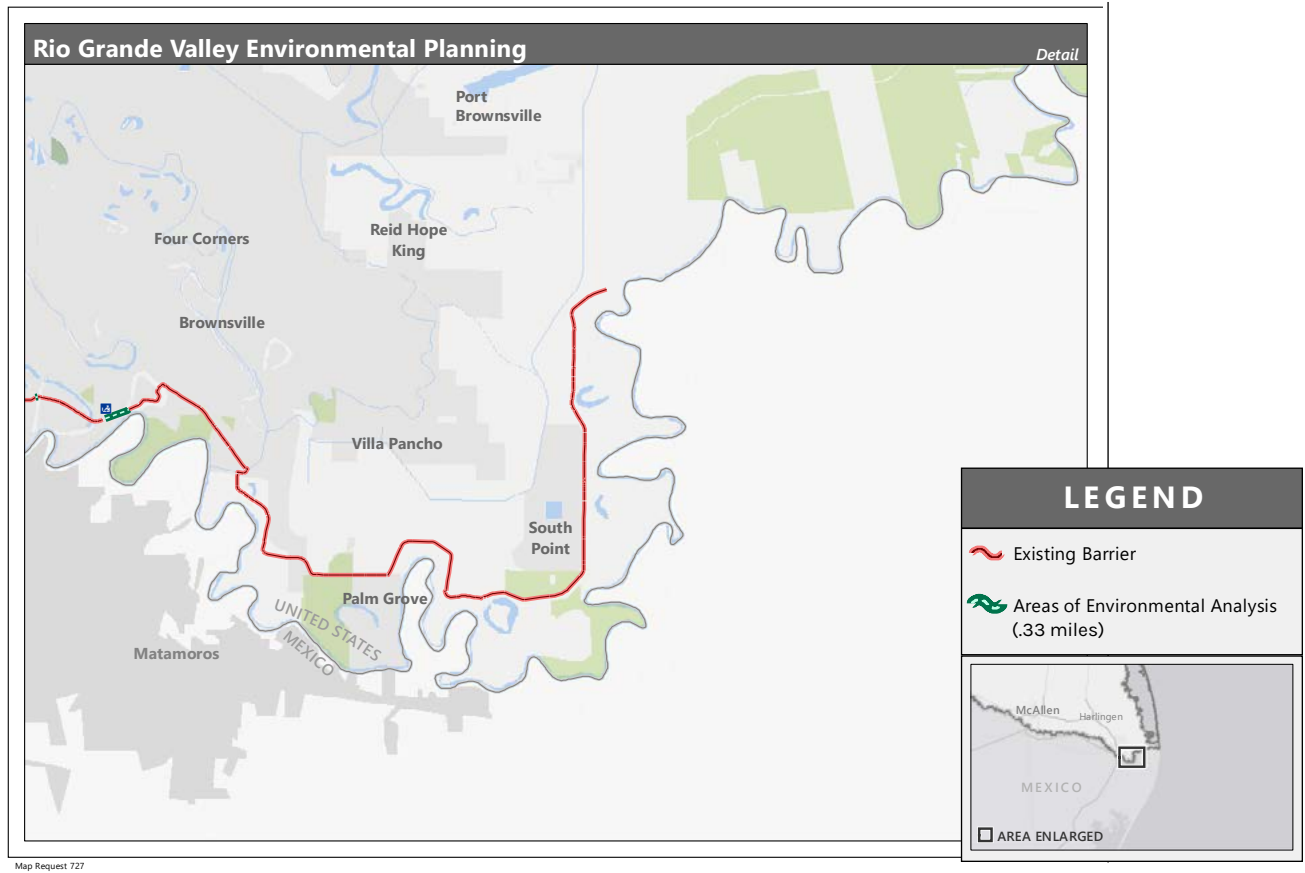 Rio Grande Valley Environmental Planning
Detail
Port
Brownsville
Four Corners
Reid Hope
King
Brownsville
Villa Pancho
South
Point
Palm Grove
UNITED STATES
MEXICO
Matamoros
LEGEND
Existing Barrier
Areas of Environmental Analysis
(.33 miles)
McAllen
Harlingen
MEXICO
AREA ENLARGED
Map Request 727